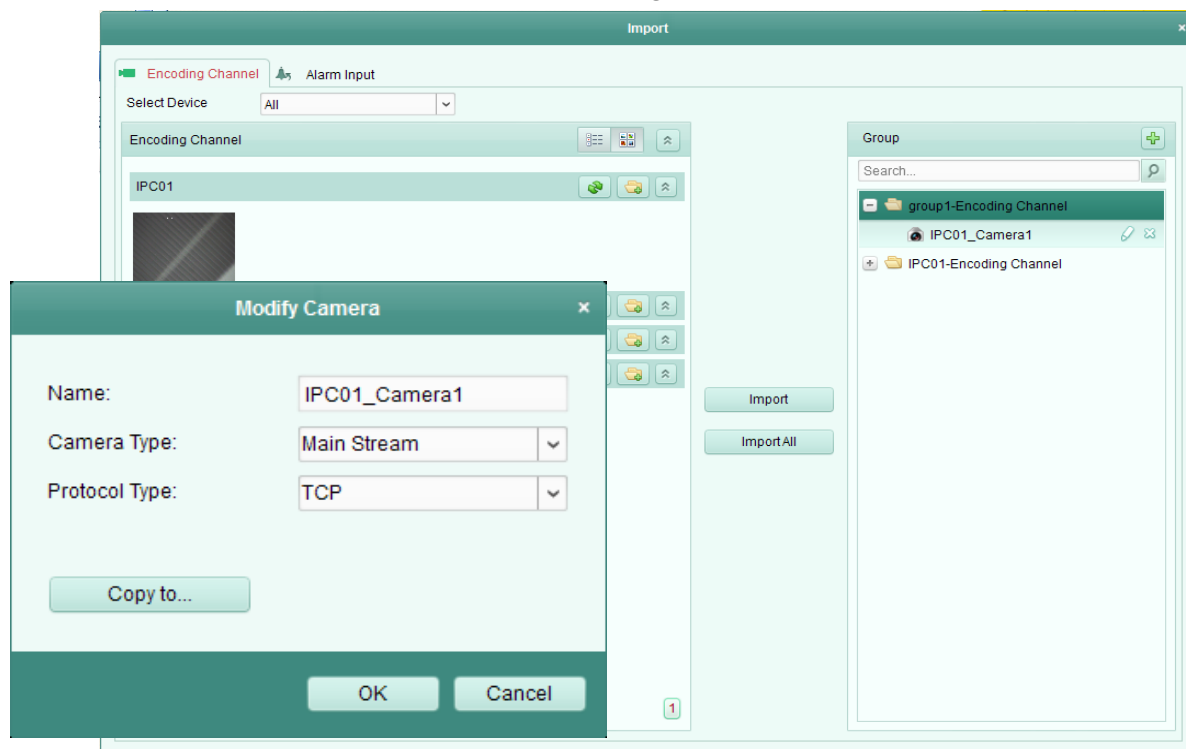 Import
Encoding Channel
Alarm Input
Select Device
All
Encoding Channel
IPC01
Import
Import All
1
Group
Search...
group1-Encoding Channel
IPC01_Camera1
IPC01-Encoding Channel
Modify Camera
Name:
IPC01_Camera1
Camera Type:
Main Stream
Protocol Type:
TCP
Copy to...
OK
Cancel